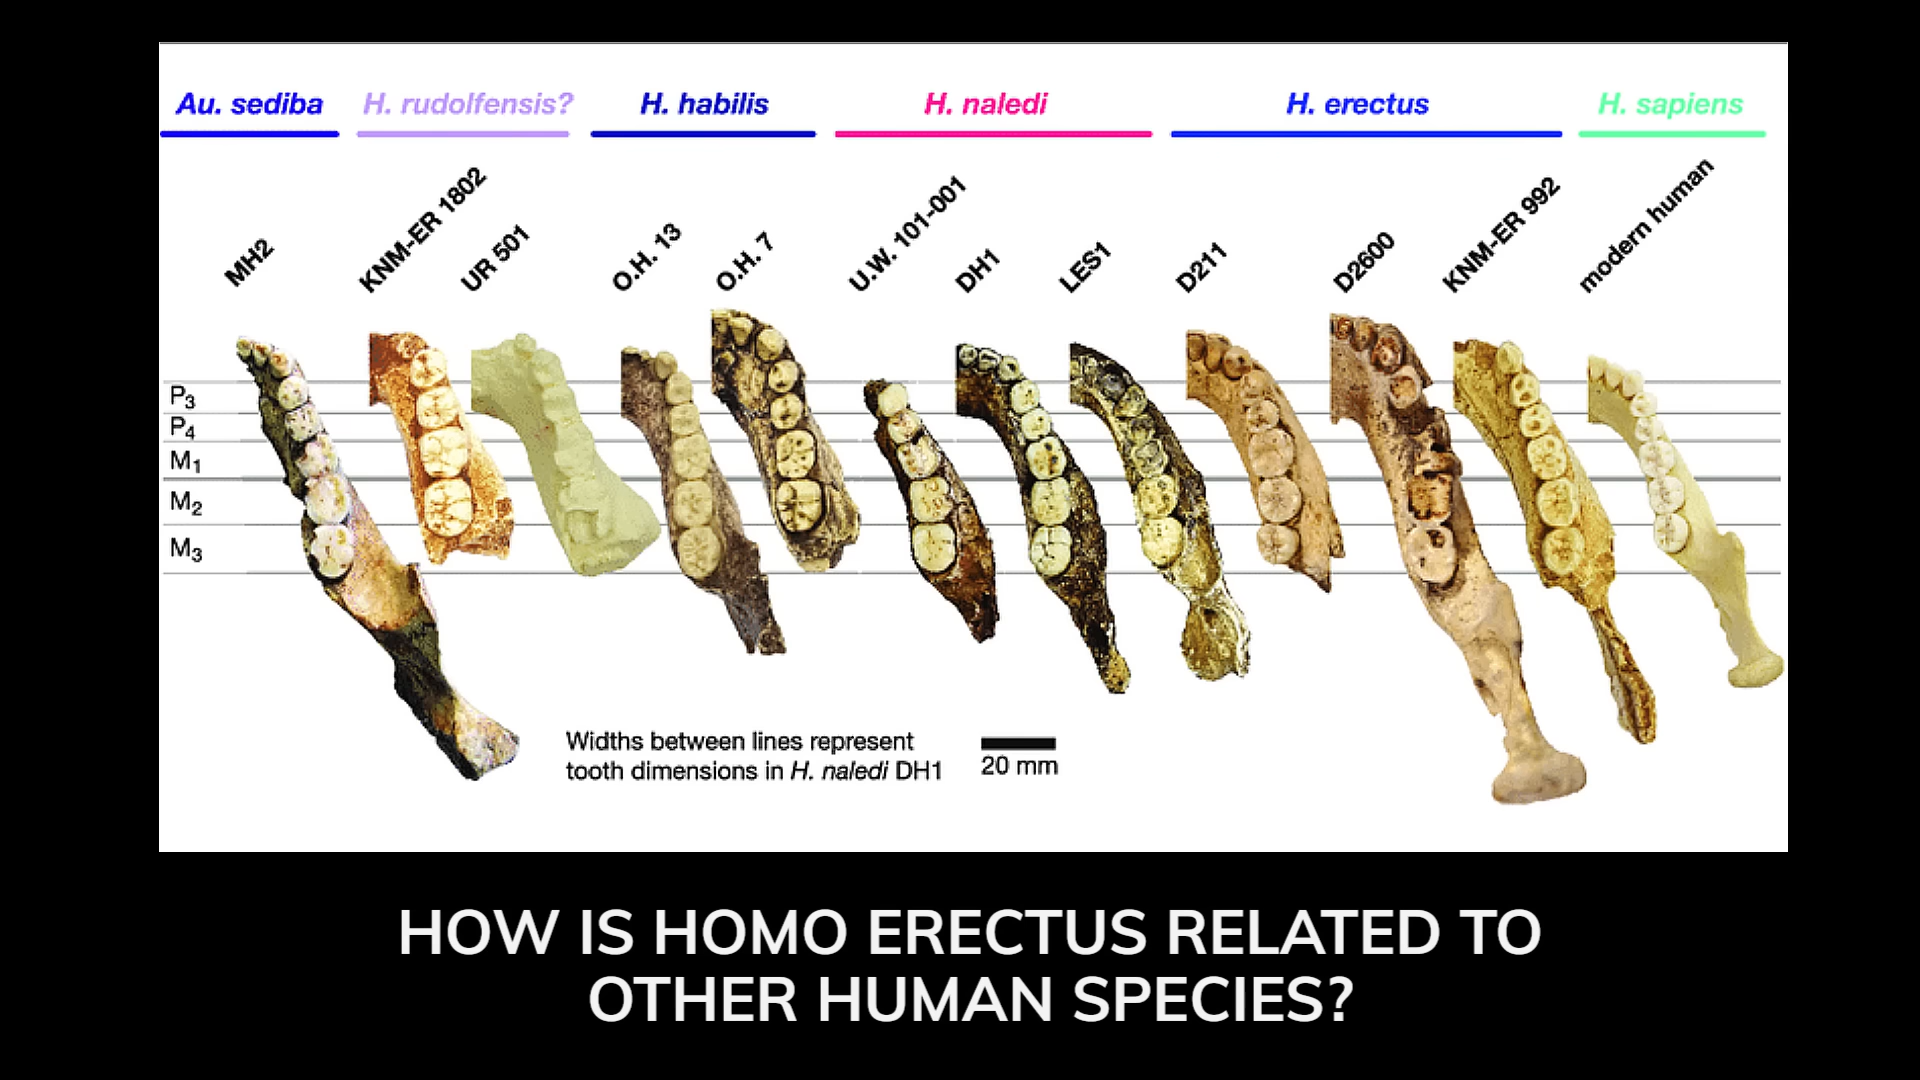 Au. sediba H. rudolfensis? H. habilis H. naledi H. erectus H. sapiens
MH2 KNM-ER 1802 UR 501 O.H. 13 O.H. 7 U.W. 101-001 DH1 LES1 D211 D2600 KNM-ER 992 modern human
P3
P4
M1
M2
M3
Widths between lines represent
tooth dimensions in H. naledi DH1
20 mm
HOW IS HOMO ERECTUS RELATED TO
OTHER HUMAN SPECIES?